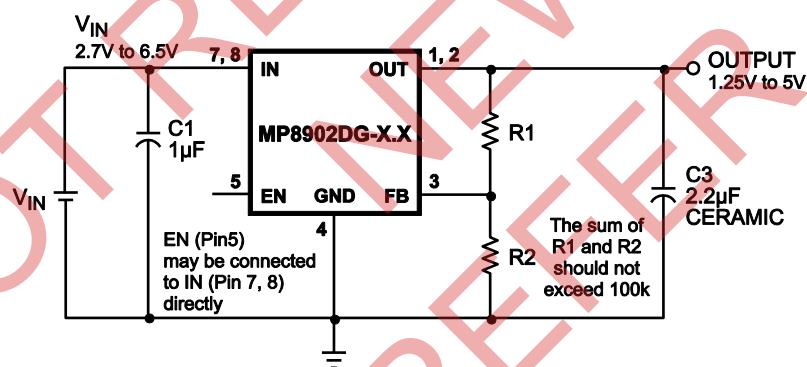 VIN
2.7V to 6.5V
7, 8
1, 2
IN
OUT
OUTPUT
1.25V to 5V
C1
1µF
MP8902DG-X.X
R1
VIN
5
EN
GND
FB
3
4
C3
2.2µF
CERAMIC
EN (Pin5)
may be connected
to IN (Pin 7, 8)
directly
R2
The sum of
R1 and R2
should not
exceed 100k